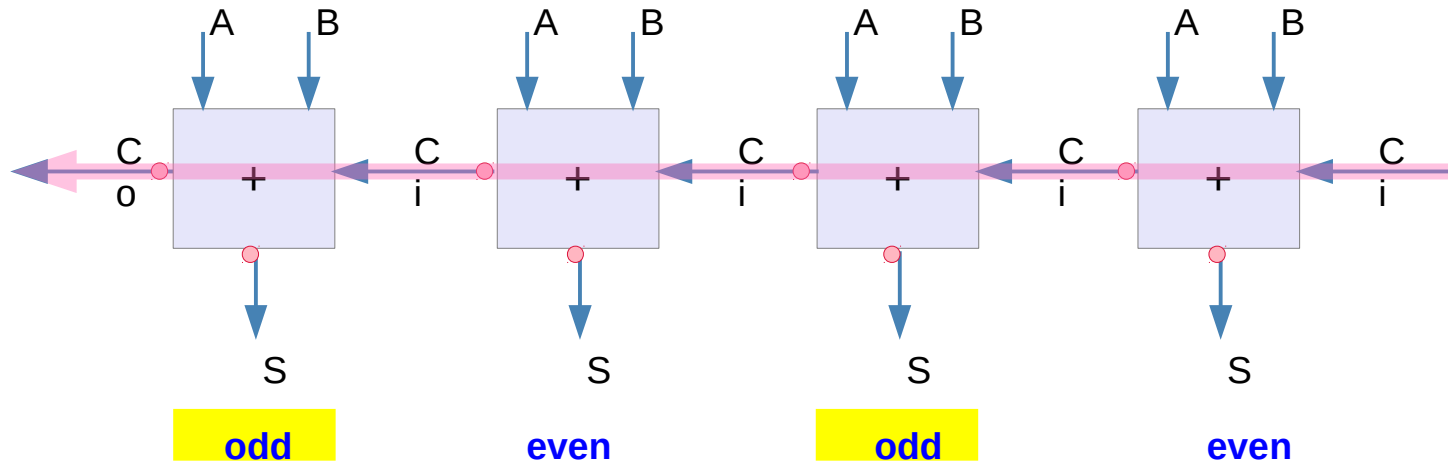 A B A B A B A B
C C C C C
+ + + +
o i i i i
S S S S
odd even odd even